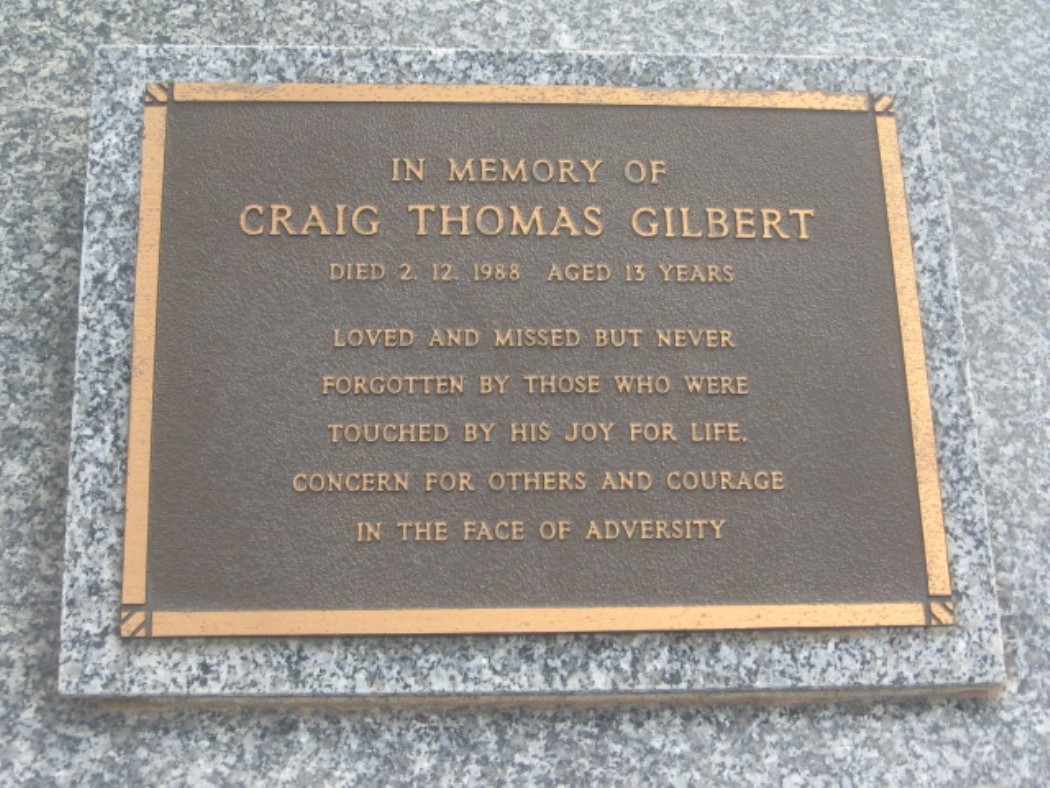 IN MEMORY OF
CRAIG THOMAS GILBERT
DIED 2. 12. 1988 AGED 13 YEARS
LOVED AND MISSED BUT NEVER
FORGOTTEN BY THOSE WHO WERE
TOUCHED BY HIS JOY FOR LIFE,
CONCERN FOR OTHERS AND COURAGE
IN THE FACE OF ADVERSITY